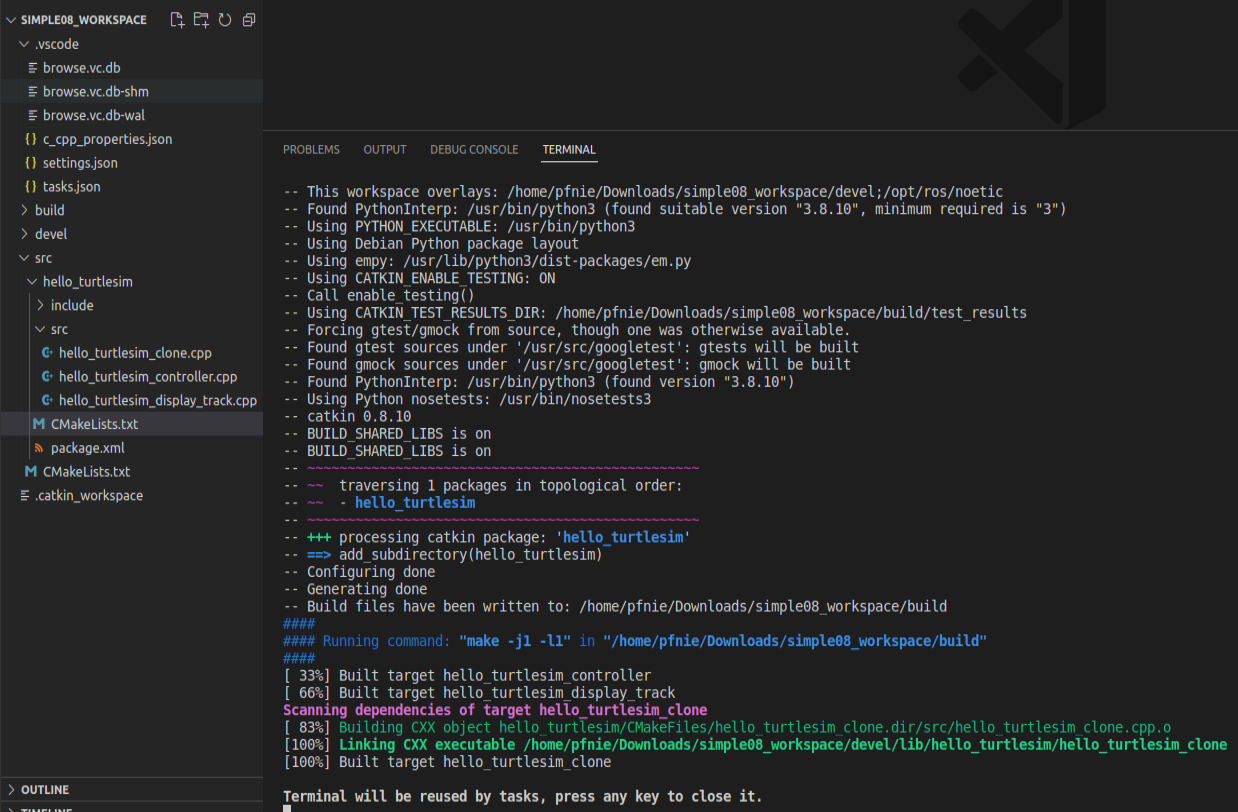 SIMPLE08_WORKSPACE
.vscode
browse.vc.db
browse.vc.db-shm
browse.vc.db-wal
{} c_cpp_properties.json
{} settings.json
{} tasks.json
build
devel
src
hello_turtlesim
include
src
hello_turtlesim_clone.cpp
hello_turtlesim_controller.cpp
hello_turtlesim_display_track.cpp
CMakeLists.txt
package.xml
CMakeLists.txt
.catkin_workspace
OUTLINE
TIMELINE
PROBLEMS OUTPUT DEBUG CONSOLE TERMINAL
-- This workspace overlays: /home/pfnie/Downloads/simple08_workspace/devel;/opt/ros/noetic
-- Found PythonInterp: /usr/bin/python3 (found suitable version "3.8.10", minimum required is "3")
-- Using PYTHON_EXECUTABLE: /usr/bin/python3
-- Using Debian Python package layout
-- Using empy: /usr/lib/python3/dist-packages/em.py
-- Using CATKIN_ENABLE_TESTING: ON
-- Call enable_testing()
-- Using CATKIN_TEST_RESULTS_DIR: /home/pfnie/Downloads/simple08_workspace/build/test_results
-- Forcing gtest/gmock from source, though one was otherwise available.
-- Found gtest sources under '/usr/src/googletest': gtests will be built
-- Found gmock sources under '/usr/src/googletest': gmock will be built
-- Found PythonInterp: /usr/bin/python3 (found version "3.8.10")
-- Using Python nosetests: /usr/bin/nosetests3
-- catkin 0.8.10
-- BUILD_SHARED_LIBS is on
-- BUILD_SHARED_LIBS is on
-- ~~~~~~~~~~~~~~~~~~~~~~~~~~~~~~~~~~~~~~~~~~~~~~~~~
-- ~~  traversing 1 packages in topological order:
-- ~~  - hello_turtlesim
-- ~~~~~~~~~~~~~~~~~~~~~~~~~~~~~~~~~~~~~~~~~~~~~~~~~
-- +++ processing catkin package: 'hello_turtlesim'
-- ==> add_subdirectory(hello_turtlesim)
-- Configuring done
-- Generating done
-- Build files have been written to: /home/pfnie/Downloads/simple08_workspace/build
####
#### Running command: "make -j1 -l1" in "/home/pfnie/Downloads/simple08_workspace/build"
####
[ 33%] Built target hello_turtlesim_controller
[ 66%] Built target hello_turtlesim_display_track
Scanning dependencies of target hello_turtlesim_clone
[ 83%] Building CXX object hello_turtlesim/CMakeFiles/hello_turtlesim_clone.dir/src/hello_turtlesim_clone.cpp.o
[100%] Linking CXX executable /home/pfnie/Downloads/simple08_workspace/devel/lib/hello_turtlesim/hello_turtlesim_clone
[100%] Built target hello_turtlesim_clone
Terminal will be reused by tasks, press any key to close it.